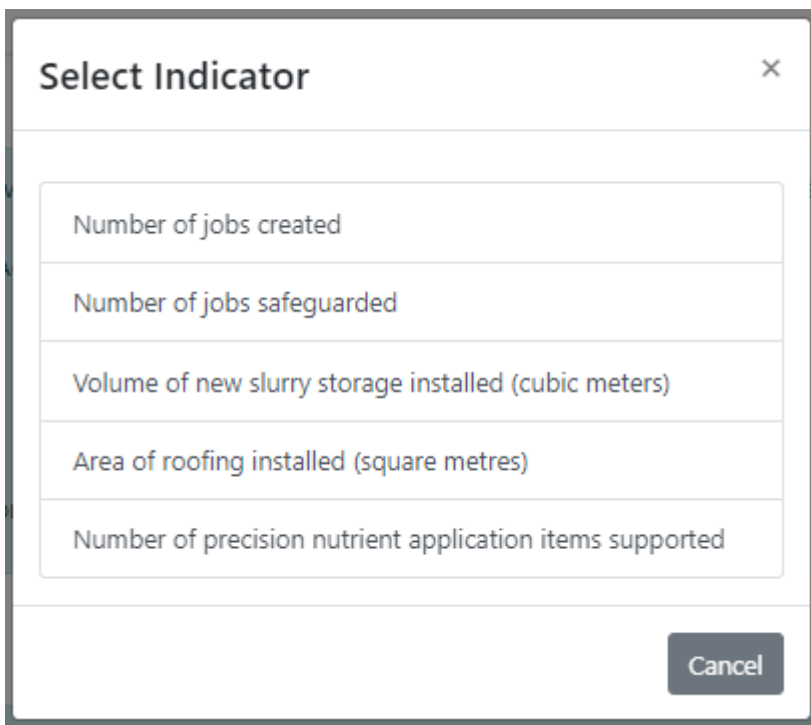 Select Indicator
×
Number of jobs created
Number of jobs safeguarded
Volume of new slurry storage installed (cubic meters)
Area of roofing installed (square metres)
Number of precision nutrient application items supported
Cancel